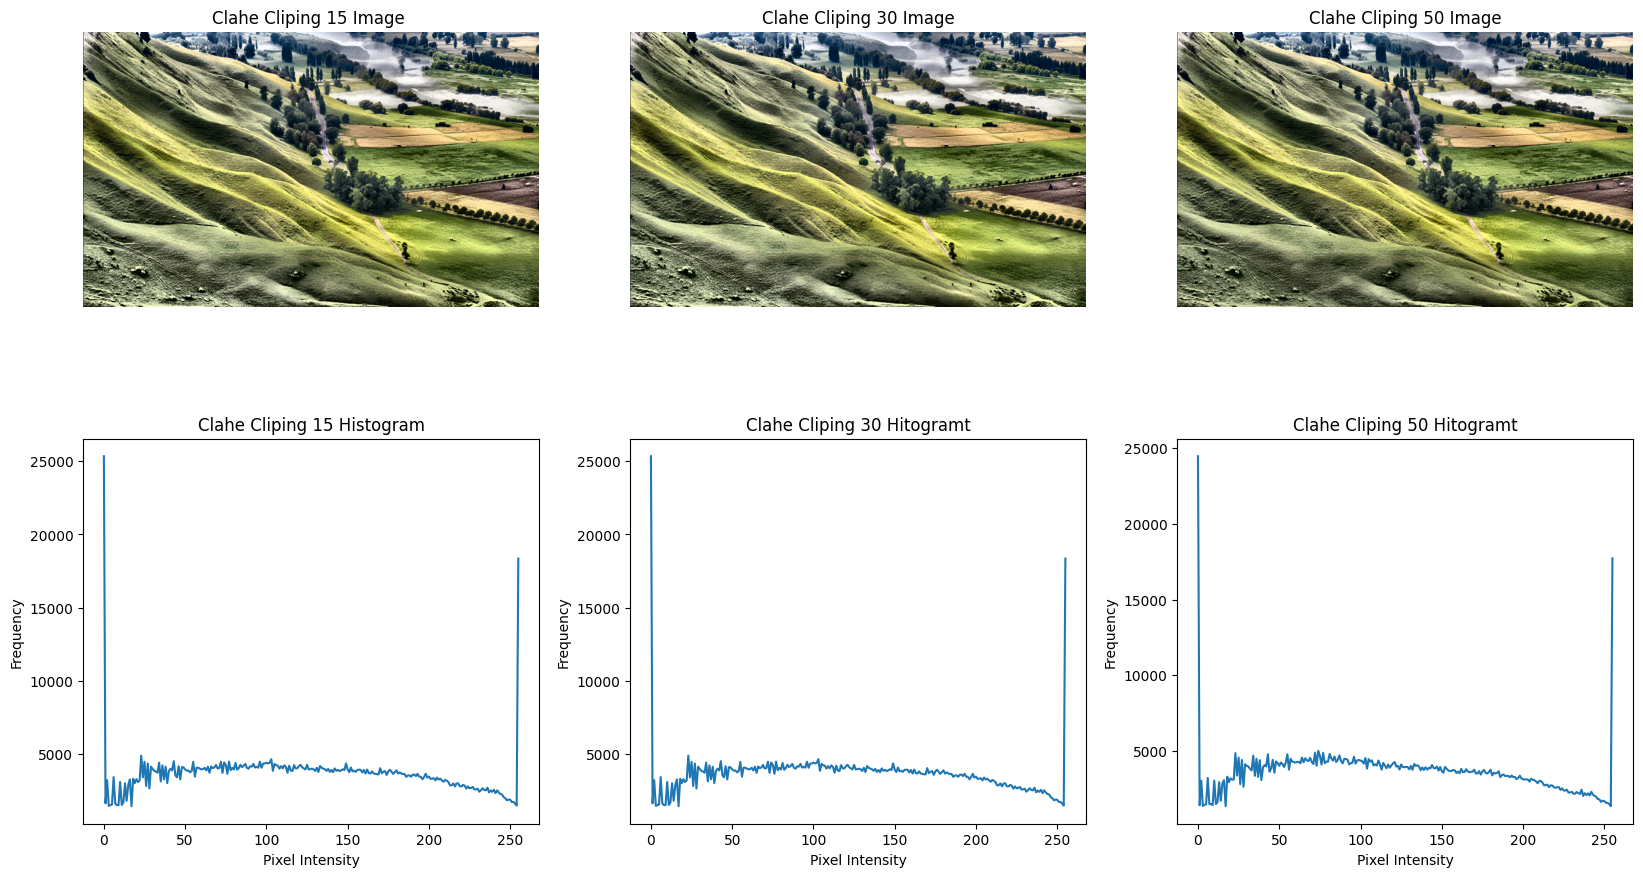 Clahe Cliping 15 Image
Clahe Cliping 30 Image
Clahe Cliping 50 Image
Clahe Cliping 15 Histogram
Frequency
25000
20000
15000
10000
5000
0
50
100
150
200
250
Pixel Intensity
Clahe Cliping 30 Hitogramt
Frequency
25000
20000
15000
10000
5000
0
50
100
150
200
250
Pixel Intensity
Clahe Cliping 50 Hitogramt
Frequency
25000
20000
15000
10000
5000
0
50
100
150
200
250
Pixel Intensity